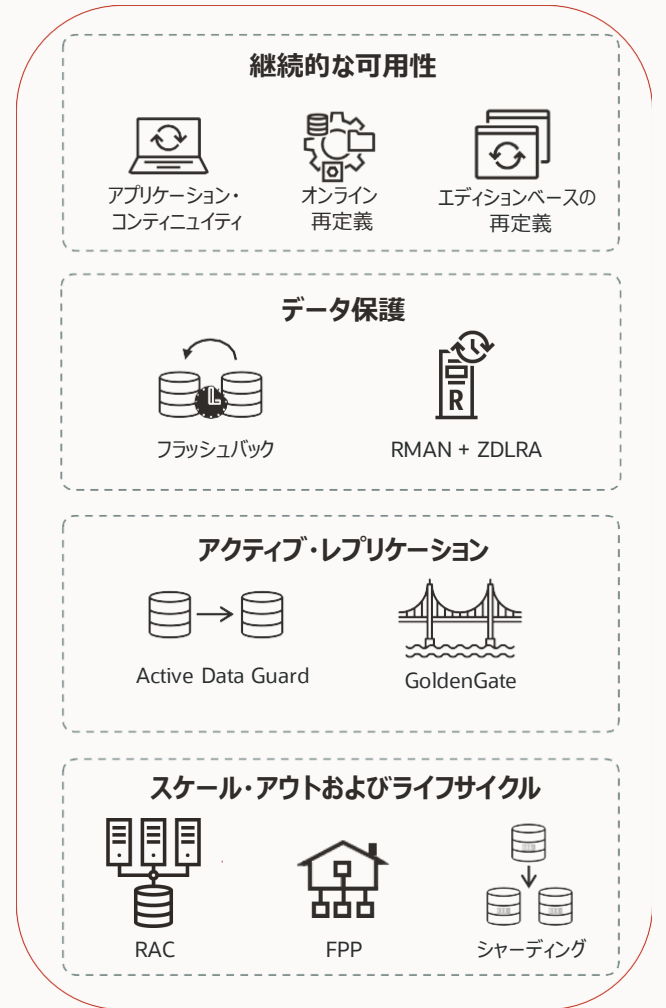 継続的な可用性
アプリケーション・
コンティニュイティ
オンライン
再定義
エディションベースの
再定義
データ保護
フラッシュバック
R
RMAN + ZDLRA
アクティブ・レプリケーション
Active Data Guard
GoldenGate
スケール・アウトおよびライフサイクル
RAC
FPP
シャーディング